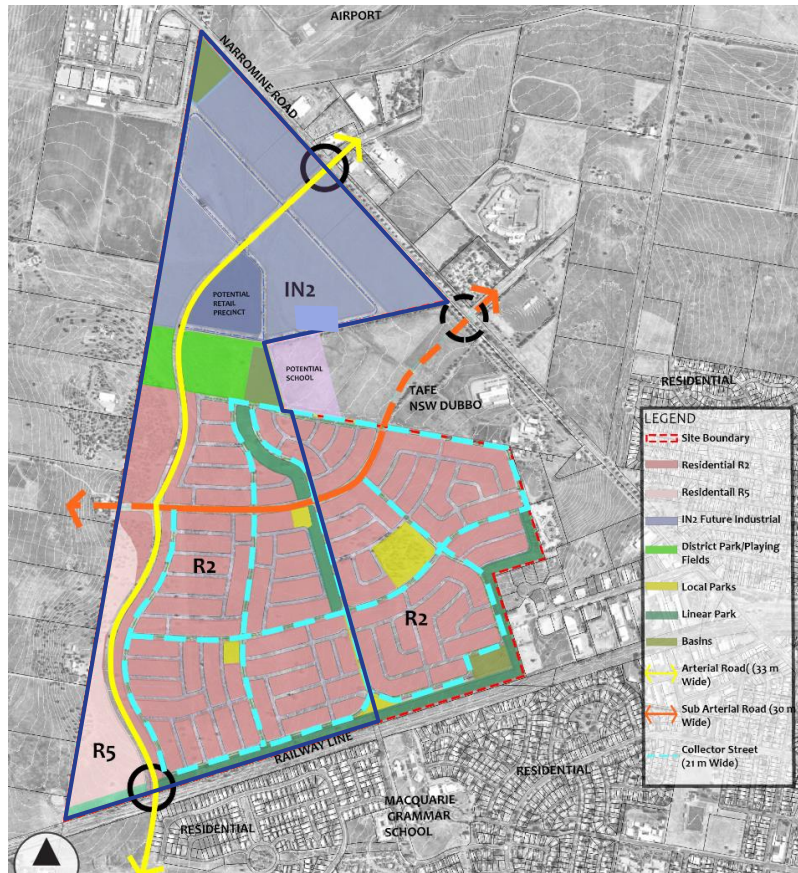 AIRPORT
NARROMINE ROAD
IN2
POTENTIAL
RETAIL
PRECINCT
POTENTIAL
SCHOOL
TAFE
NSW DUBBO
RESIDENTIAL
LEGEND
Site Boundary
Residential R2
Residentail R5
IN2 Future Industrial
District Park/Playing
Fields
Local Parks
Linear Park
Basins
Arterial Road( (33 m
Wide)
Sub Arterial Road (30 m
Wide)
Collector Street
(21 m Wide)
R2
R2
R5
RAILWAY LINE
RESIDENTIAL
MACQUARIE
GRAMMAR
SCHOOL
RESIDENTIAL